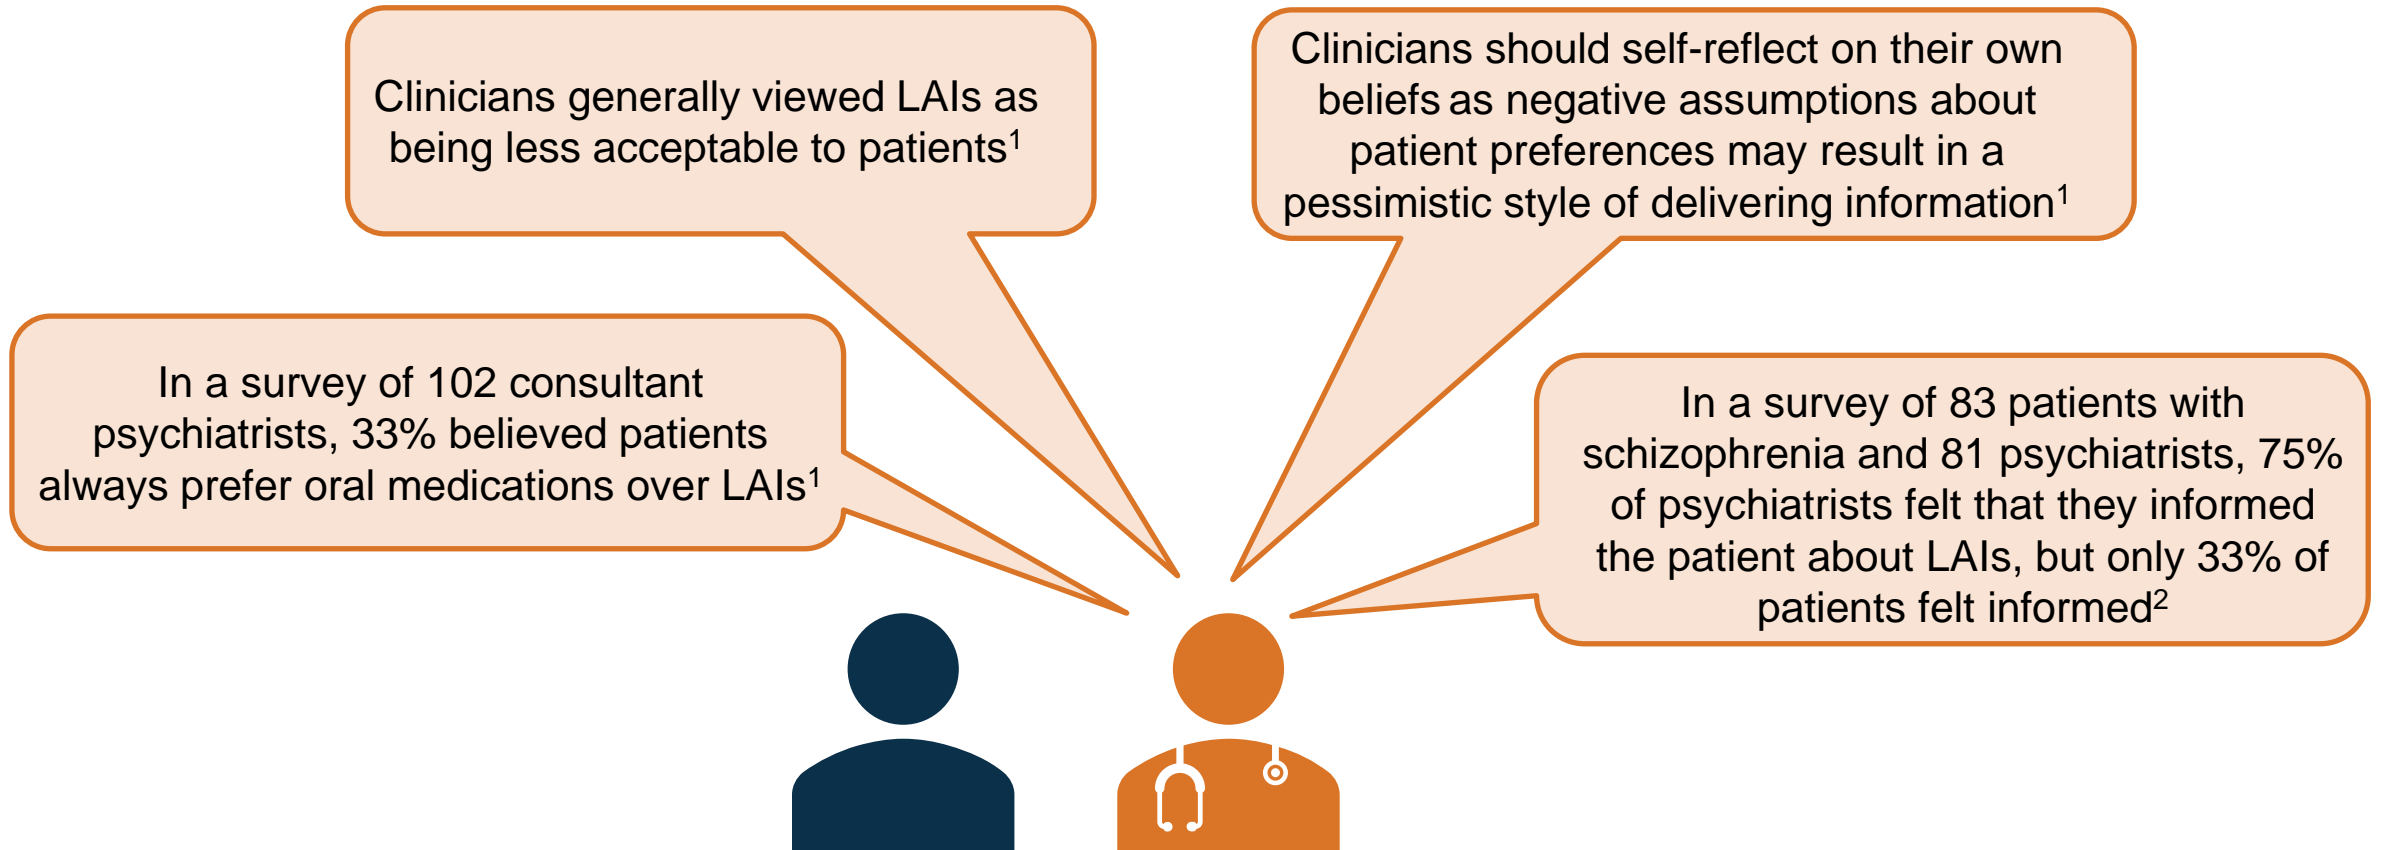 Clinicians generally viewed LAIs as
being less acceptable to patients¹
Clinicians should self-reflect on their own
beliefs as negative assumptions about
patient preferences may result in a
pessimistic style of delivering information¹
In a survey of 102 consultant
psychiatrists, 33% believed patients
always prefer oral medications over LAIs¹
In a survey of 83 patients with
schizophrenia and 81 psychiatrists, 75%
of psychiatrists felt that they informed
the patient about LAIs, but only 33% of
patients felt informed²